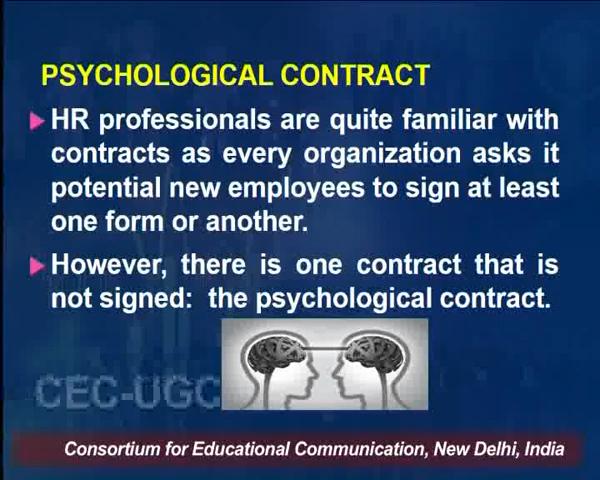 PSYCHOLOGICAL CONTRACT
HR professionals are quite familiar with
contracts as every organization asks it
potential new employees to sign at least
one form or another.
However, there is one contract that is
not signed: the psychological contract.
CEC-UGC
Consortium for Educational Communication, New Delhi, India